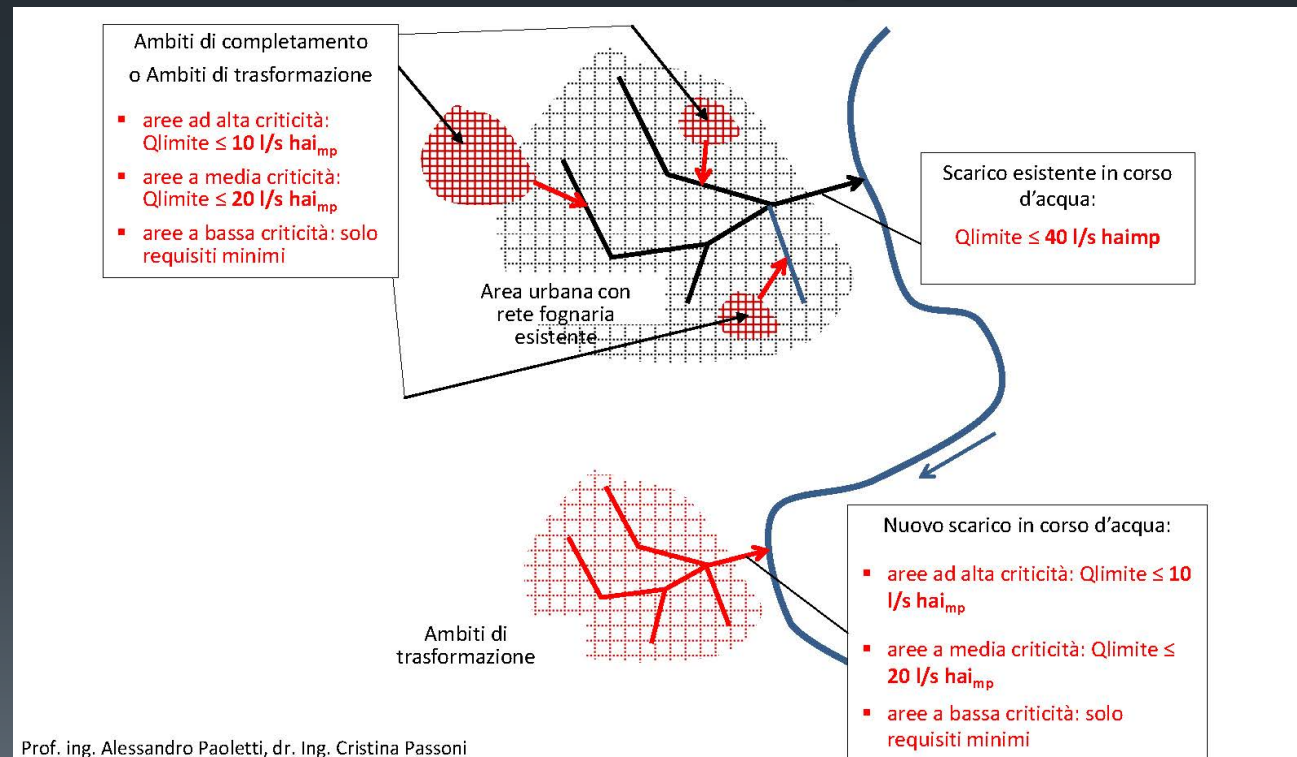 Ambiti di completamento
o Ambiti di trasformazione
▪ aree ad alta criticità:
Qlimite ≤ 10 l/s haimp
▪ aree a media criticità:
Qlimite ≤ 20 l/s haimp
▪ aree a bassa criticità: solo
requisiti minimi
Scarico esistente in corso
d'acqua:
Qlimite ≤ 40 l/s haimp
Area urbana con
rete fognaria
esistente
Ambiti di
trasformazione
Nuovo scarico in corso d'acqua:
▪ aree ad alta criticità: Qlimite ≤ 10
l/s haimp
▪ aree a media criticità: Qlimite ≤
20 l/s haimp
▪ aree a bassa criticità: solo
requisiti minimi
Prof. ing. Alessandro Paoletti, dr. Ing. Cristina Passoni